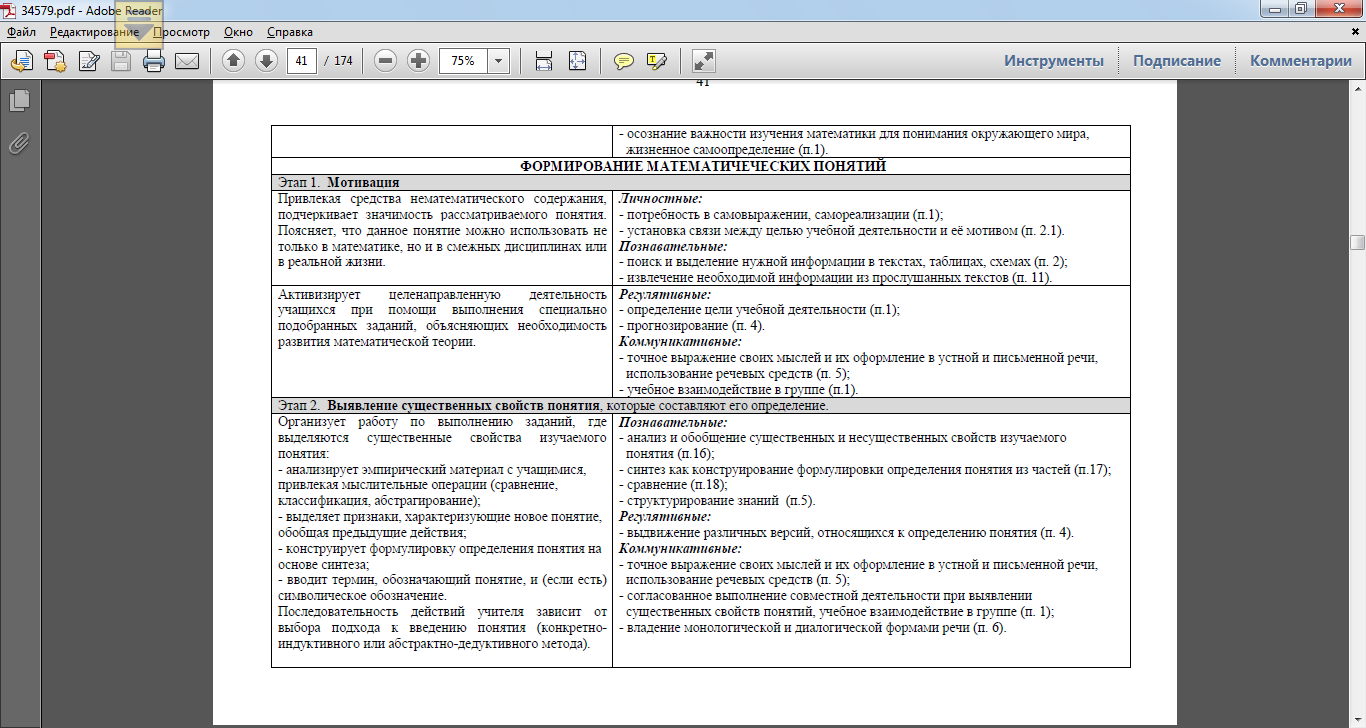 34579.pdf - Adobe Reader
Файл Редактирование Просмотр Окно Справка
41 / 174 75% Инструменты Подписание Комментарии
41
- осознание важности изучения математики для понимания окружающего мира,
жизненное самоопределение (п.1).
ФОРМИРОВАНИЕ МАТЕМАТИЧЕЧЕСКИХ ПОНЯТИЙ
Этап 1. Мотивация
Привлекая средства нематематического содержания,
подчеркивает значимость рассматриваемого понятия.
Поясняет, что данное понятие можно использовать не
только в математике, но и в смежных дисциплинах или
в реальной жизни.
Личностные:
- потребность в самовыражении, самореализации (п.1);
- установка связи между целью учебной деятельности и её мотивом (п. 2.1).
Познавательные:
- поиск и выделение нужной информации в текстах, таблицах, схемах (п. 2);
- извлечение необходимой информации из прослушанных текстов (п. 11).
Активизирует целенаправленную деятельность
учащихся при помощи выполнения специально
подобранных заданий, объясняющих необходимость
развития математической теории.
Регулятивные:
- определение цели учебной деятельности (п.1);
- прогнозирование (п. 4).
Коммуникативные:
- точное выражение своих мыслей и их оформление в устной и письменной речи,
использование речевых средств (п. 5);
- учебное взаимодействие в группе (п.1).
Этап 2. Выявление существенных свойств понятия, которые составляют его определение.
Организует работу по выполнению заданий, где
выделяются существенные свойства изучаемого
понятия:
- анализирует эмпирический материал с учащимися,
привлекая мыслительные операции (сравнение,
классификация, абстрагирование);
- выделяет признаки, характеризующие новое понятие,
обобщая предыдущие действия;
- конструирует формулировку определения понятия на
основе синтеза;
- вводит термин, обозначающий понятие, и (если есть)
символическое обозначение.
Последовательность действий учителя зависит от
выбора подхода к введению понятия (конкретно-
индуктивного или абстрактно-дедуктивного метода).
Познавательные:
- анализ и обобщение существенных и несущественных свойств изучаемого
понятия (п.16);
- синтез как конструирование формулировки определения понятия из частей (п.17);
- сравнение (п.18);
- структурирование знаний (п.5).
Регулятивные:
- выдвижение различных версий, относящихся к определению понятия (п. 4).
Коммуникативные:
- точное выражение своих мыслей и их оформление в устной и письменной речи,
использование речевых средств (п. 5);
- согласованное выполнение совместной деятельности при выявлении
существенных свойств понятий, учебное взаимодействие в группе (п. 1);
- владение монологической и диалогической формами речи (п. 6).